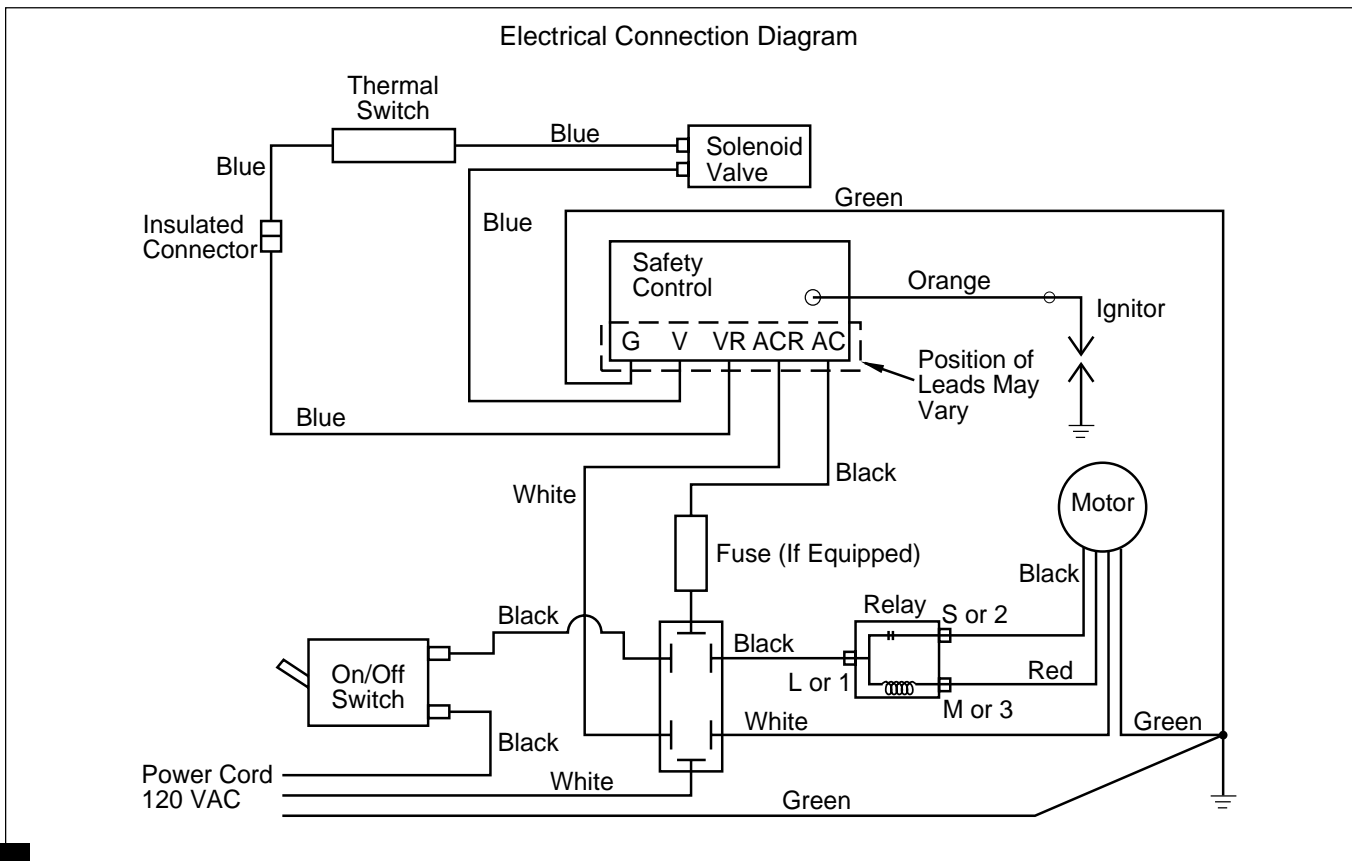 Electrical Connection Diagram
Thermal
Switch
Blue
Solenoid
Valve
Blue
Green
Insulated
Connector
Blue
Safety
Control
Orange
Ignitor
G V VR ACR AC
Position of
Leads May
Vary
Blue
Black
White
Motor
Fuse (If Equipped)
Black
Relay
S or 2
Black
Black
On/Off
Switch
L or 1
Red
M or 3
White
Green
Black
Power Cord
120 VAC
White
Green